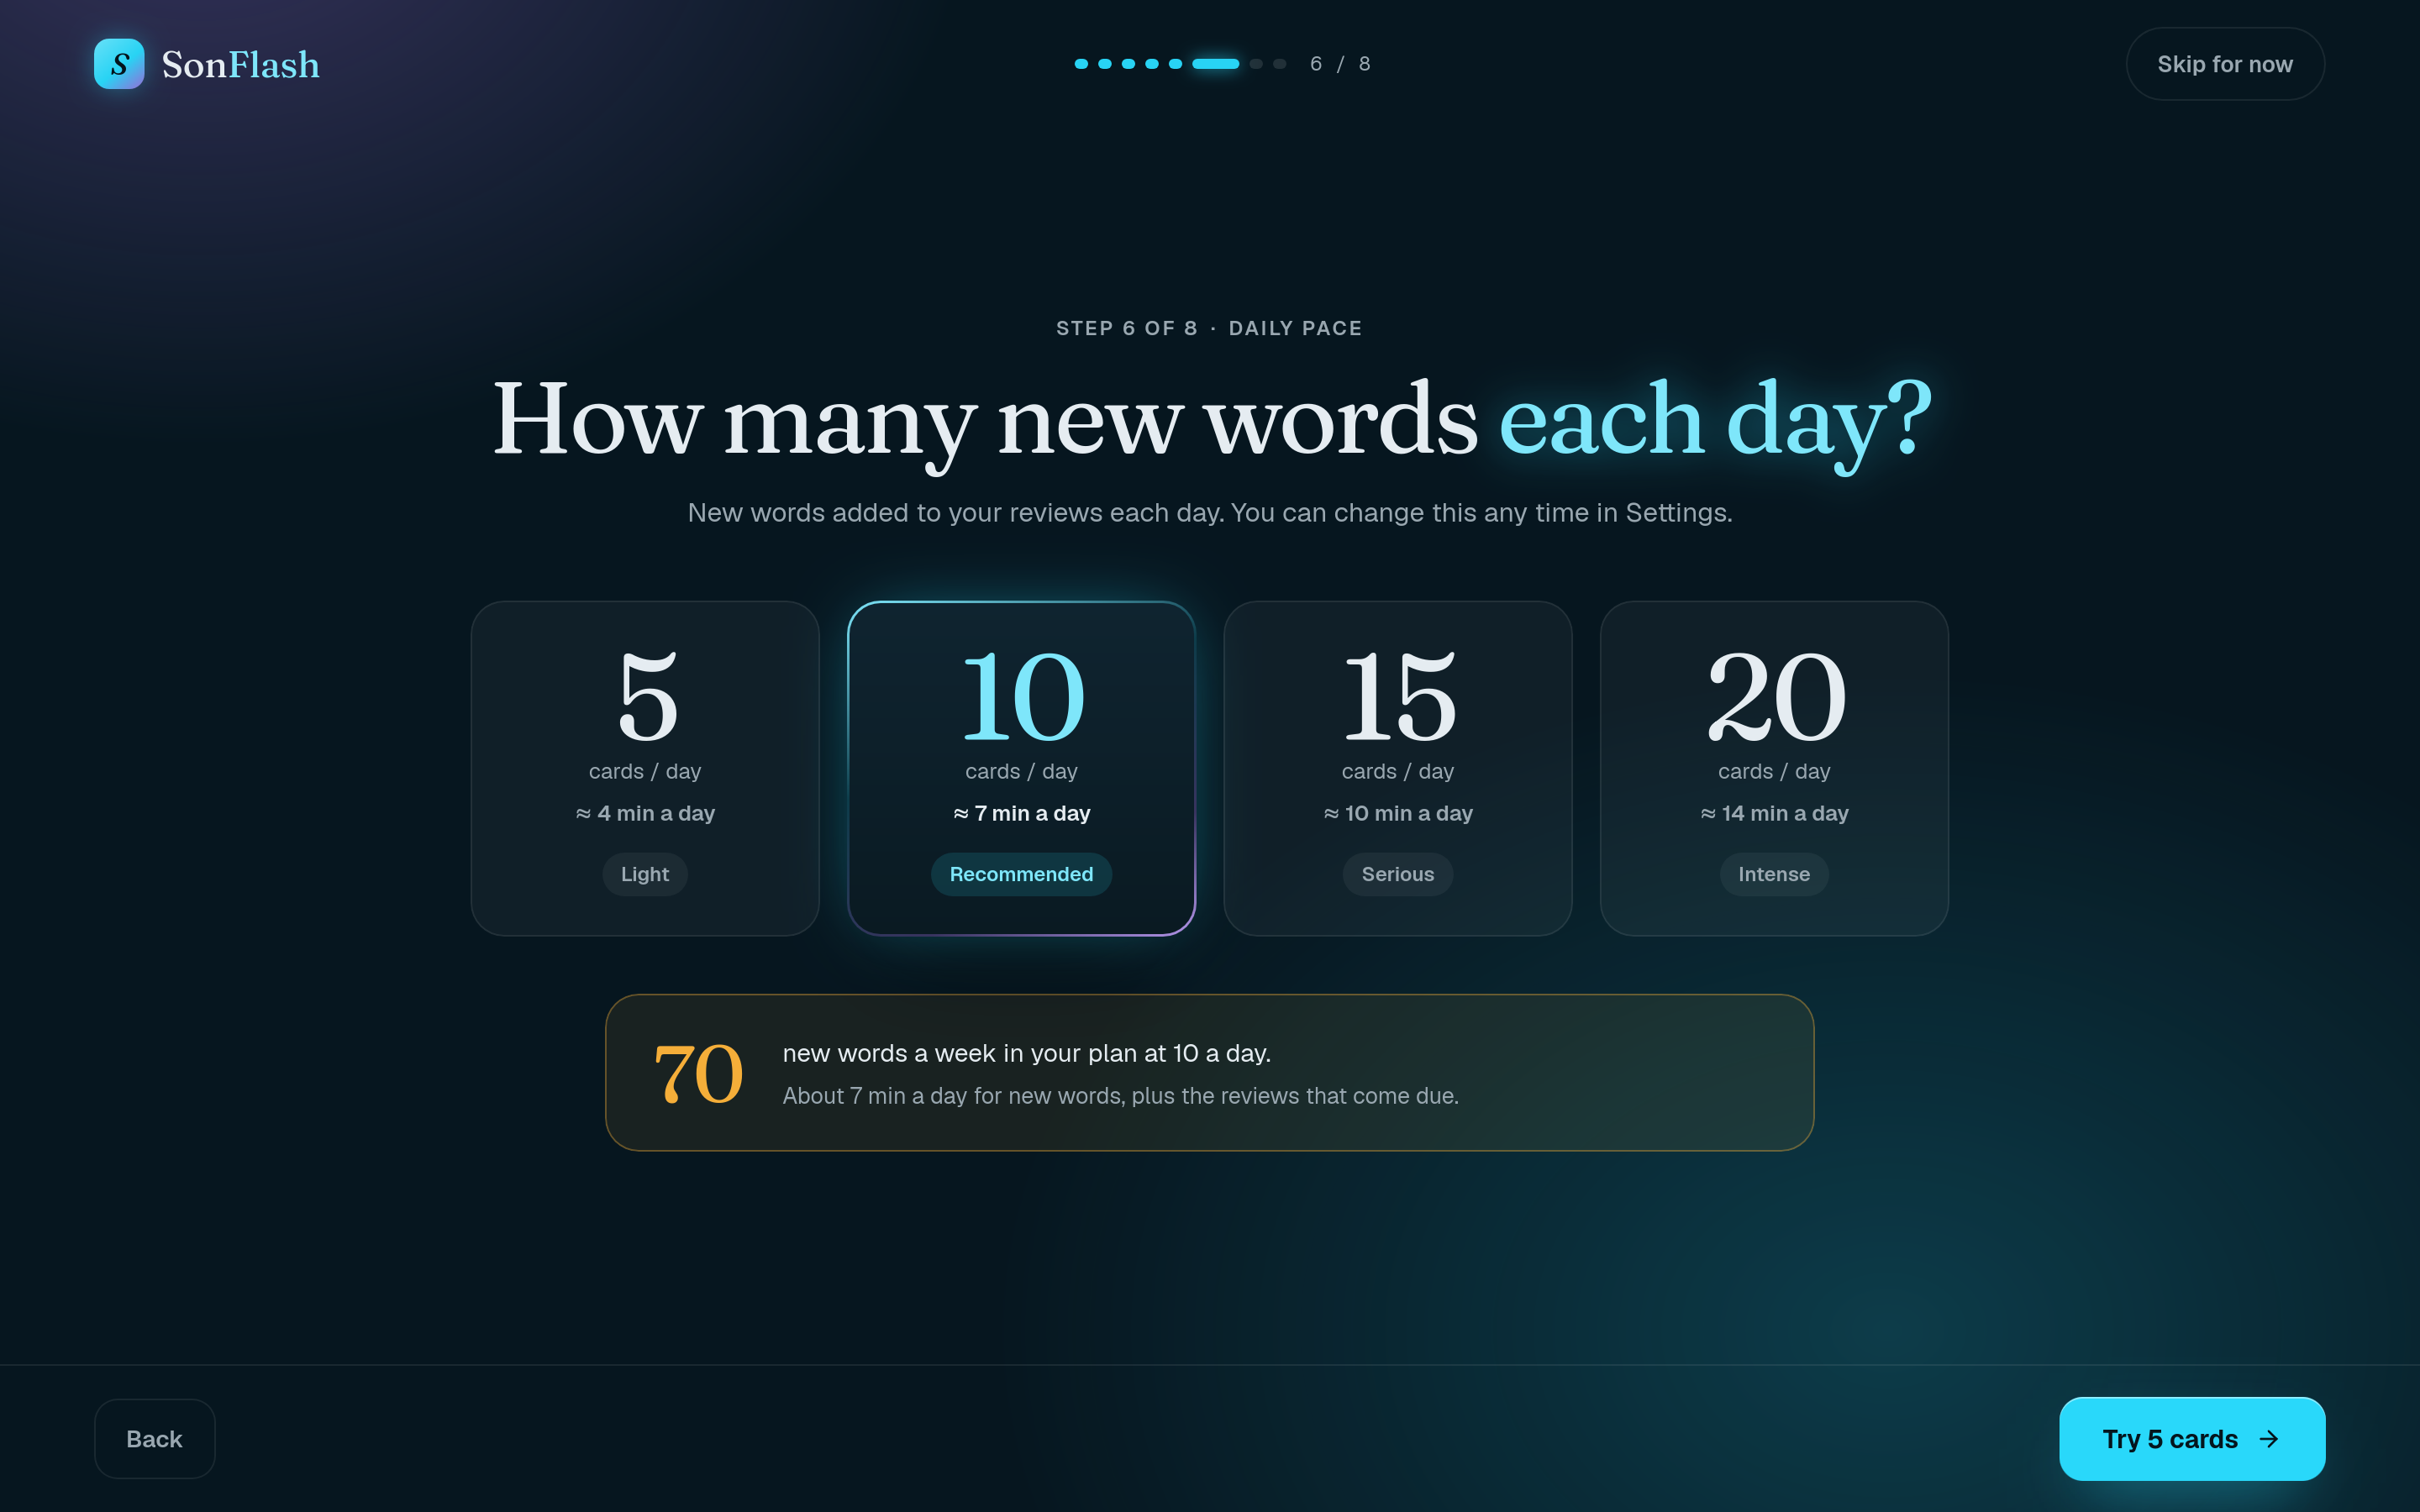 S SonFlash
6 / 8
Skip for now
STEP 6 OF 8 · DAILY PACE
How many new words each day?
New words added to your reviews each day. You can change this any time in Settings.
5
cards / day
≈ 4 min a day
Light
10
cards / day
≈ 7 min a day
Recommended
15
cards / day
≈ 10 min a day
Serious
20
cards / day
≈ 14 min a day
Intense
70
new words a week in your plan at 10 a day.
About 7 min a day for new words, plus the reviews that come due.
Back
Try 5 cards →